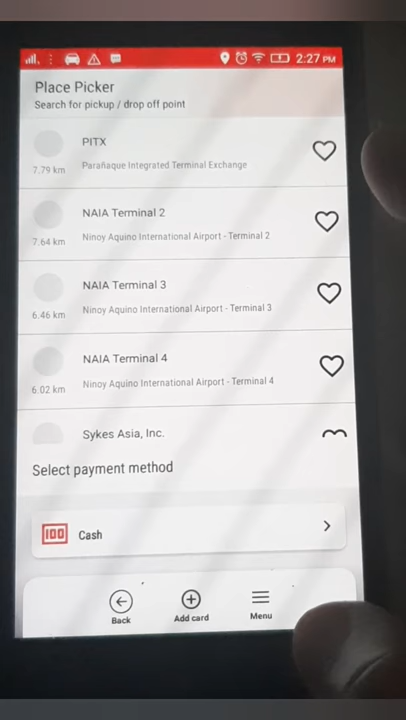 2:27 PM
Place Picker
Search for pickup / drop off point
PITX
7.79 km
Parañaque Integrated Terminal Exchange
NAIA Terminal 2
7.64 km
Ninoy Aquino International Airport - Terminal 2
NAIA Terminal 3
6.46 km
Ninoy Aquino International Airport - Terminal 3
NAIA Terminal 4
6.02 km
Ninoy Aquino International Airport - Terminal 4
Sykes Asia, Inc.
Select payment method
100
Cash
Back
Add card
Menu